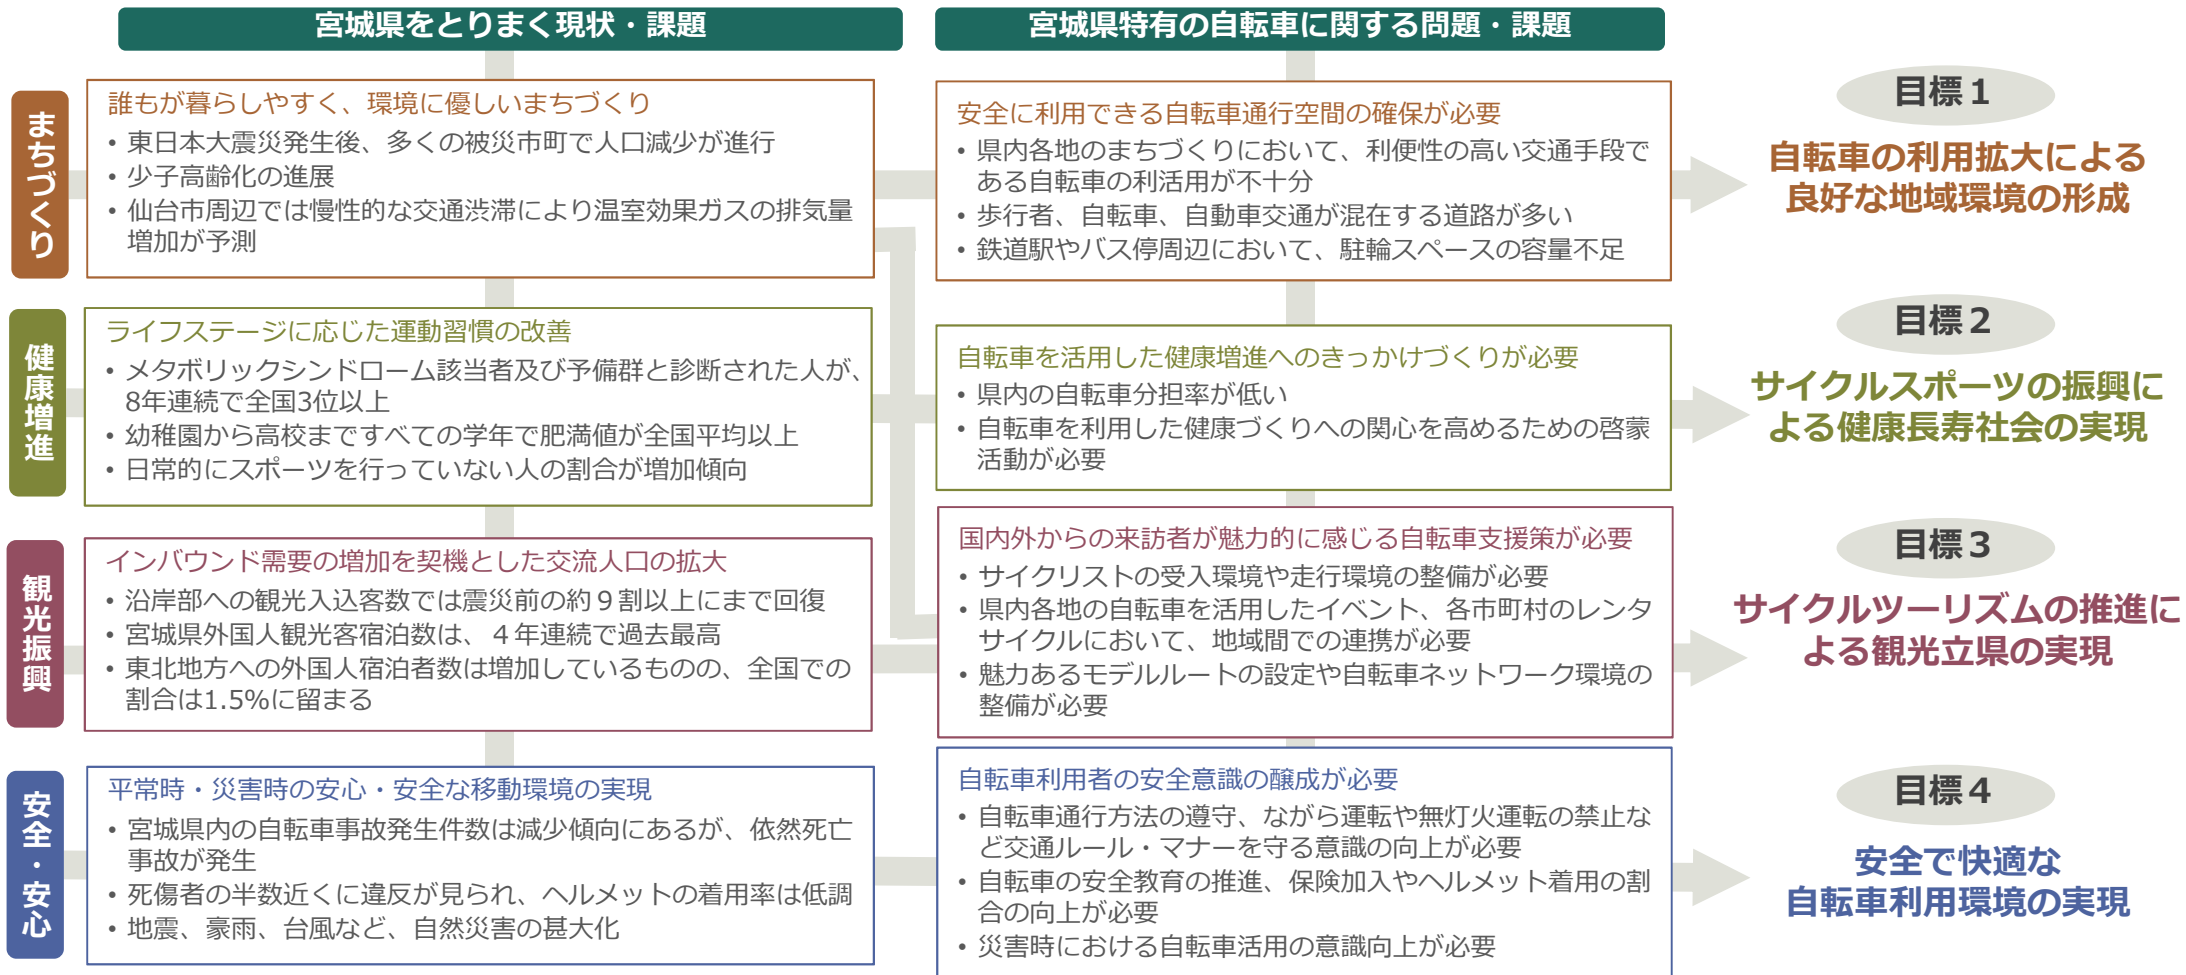 宮城県をとりまく現状・課題
宮城県特有の自転車に関する問題・課題
まちづくり
誰もが暮らしやすく、環境に優しいまちづくり
• 東日本大震災発生後、多くの被災市町で人口減少が進行
• 少子高齢化の進展
• 仙台市周辺では慢性的な交通渋滞により温室効果ガスの排気量
増加が予測
安全に利用できる自転車通行空間の確保が必要
• 県内各地のまちづくりにおいて、利便性の高い交通手段で
ある自転車の利活用が不十分
• 歩行者、自転車、自動車交通が混在する道路が多い
• 鉄道駅やバス停周辺において、駐輪スペースの容量不足
目標1
自転車の利用拡大による
良好な地域環境の形成
健康増進
ライフステージに応じた運動習慣の改善
• メタボリックシンドローム該当者及び予備群と診断された人が、
8年連続で全国3位以上
• 幼稚園から高校まですべての学年で肥満値が全国平均以上
• 日常的にスポーツを行っていない人の割合が増加傾向
自転車を活用した健康増進へのきっかけづくりが必要
• 県内の自転車分担率が低い
• 自転車を利用した健康づくりへの関心を高めるための啓蒙
活動が必要
目標2
サイクルスポーツの振興に
よる健康長寿社会の実現
観光振興
インバウンド需要の増加を契機とした交流人口の拡大
• 沿岸部への観光入込客数では震災前の約９割以上にまで回復
• 宮城県外国人観光客宿泊数は、４年連続で過去最高
• 東北地方への外国人宿泊者数は増加しているものの、全国での
割合は1.5%に留まる
国内外からの来訪者が魅力的に感じる自転車支援策が必要
• サイクリストの受入環境や走行環境の整備が必要
• 県内各地の自転車を活用したイベント、各市町村のレンタ
サイクルにおいて、地域間での連携が必要
• 魅力あるモデルルートの設定や自転車ネットワーク環境の
整備が必要
目標3
サイクルツーリズムの推進に
よる観光立県の実現
安全・安心
平常時・災害時の安心・安全な移動環境の実現
• 宮城県内の自転車事故発生件数は減少傾向にあるが、依然死亡
事故が発生
• 死傷者の半数近くに違反が見られ、ヘルメットの着用率は低調
• 地震、豪雨、台風など、自然災害の甚大化
自転車利用者の安全意識の醸成が必要
• 自転車通行方法の遵守、ながら運転や無灯火運転の禁止な
ど交通ルール・マナーを守る意識の向上が必要
• 自転車の安全教育の推進、保険加入やヘルメット着用の割
合の向上が必要
• 災害時における自転車活用の意識向上が必要
目標4
安全で快適な
自転車利用環境の実現